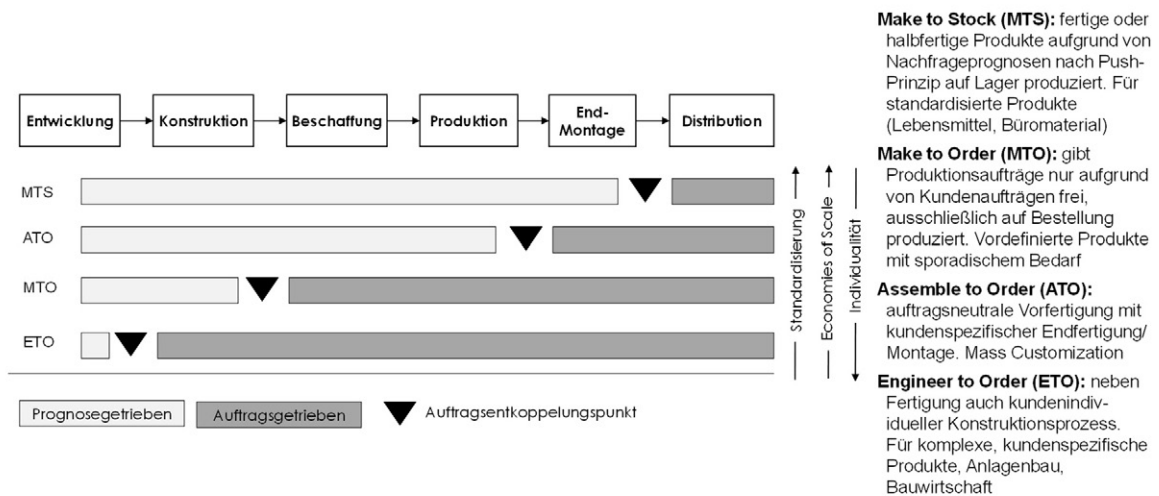 Entwicklung
Konstruktion
Beschaffung
Produktion
End-
Montage
Distribution
MTS
ATO
MTO
ETO
Standardisierung
Economies of Scale
Individualität
Prognosegetrieben
Auftragsgetrieben
Auftragsentkoppelungspunkt
Make to Stock (MTS): fertige oder
halbfertige Produkte aufgrund von
Nachfrageprognosen nach Push-
Prinzip auf Lager produziert. Für
standardisierte Produkte
(Lebensmittel, Büromaterial)
Make to Order (MTO): gibt
Produktionsaufträge nur aufgrund
von Kundenaufträgen frei,
ausschließlich auf Bestellung
produziert. Vordefinierte Produkte
mit sporadischem Bedarf
Assemble to Order (ATO):
auftragsneutrale Vorfertigung mit
kundenspezifischer Endfertigung/
Montage. Mass Customization
Engineer to Order (ETO): neben
Fertigung auch kundenindiv-
idueller Konstruktionsprozess.
Für komplexe, kundenspezifische
Produkte, Anlagenbau,
Bauwirtschaft